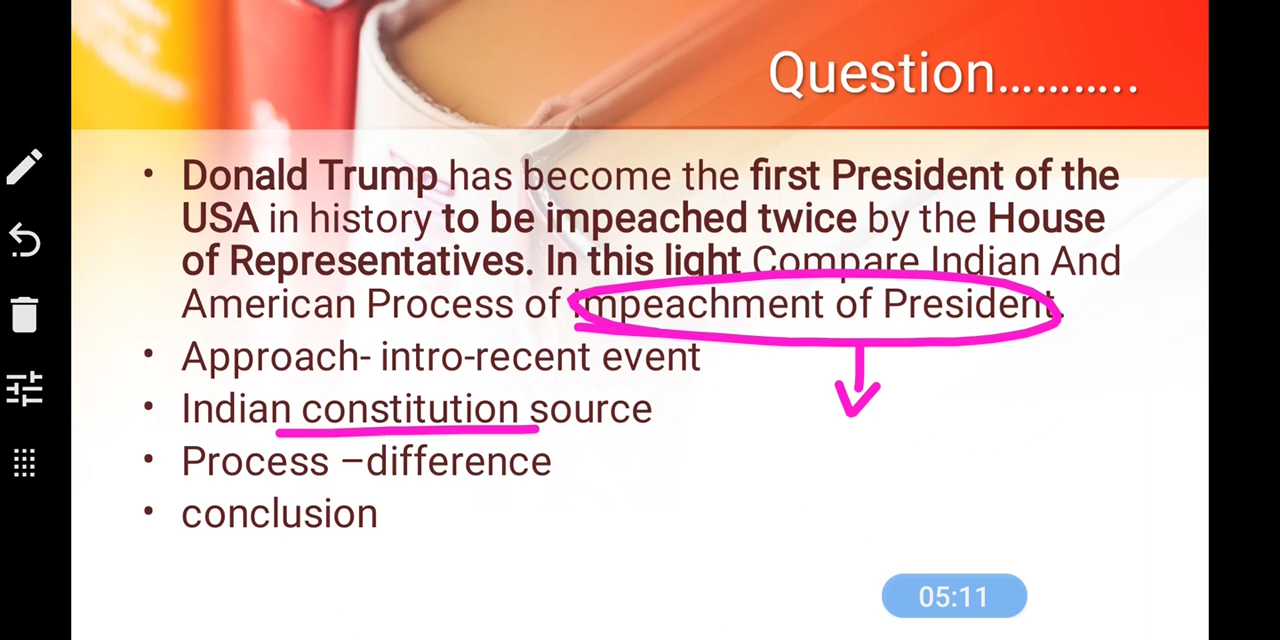 Question………..
• Donald Trump has become the first President of the
USA in history to be impeached twice by the House
of Representatives. In this light Compare Indian And
American Process of Impeachment of President.
• Approach- intro-recent event
• Indian constitution source
• Process –difference
• conclusion
05:11